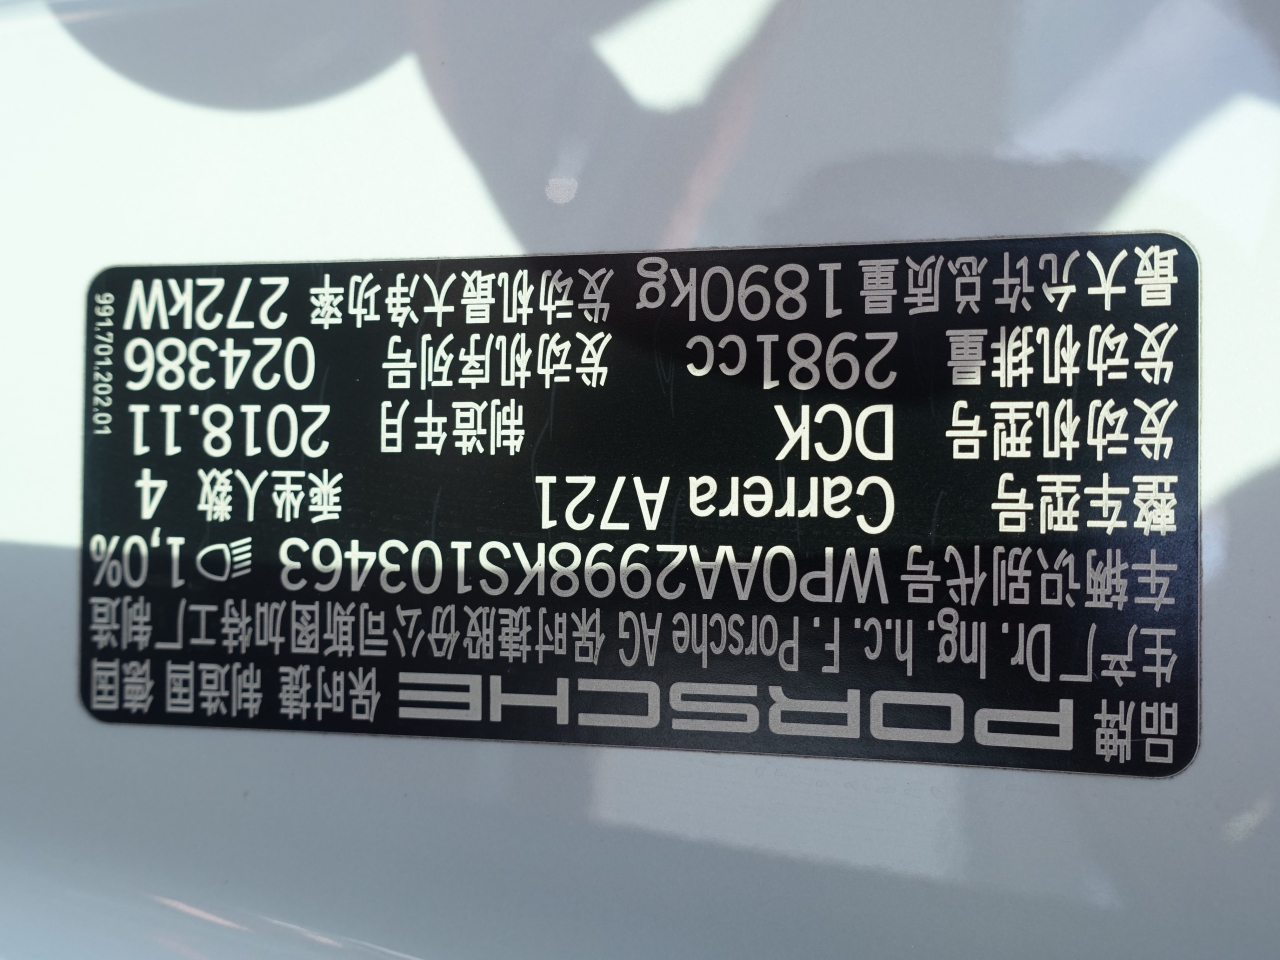 品牌 PORSCHE 保时捷 制造国 德国
生产厂 Dr. Ing. h.c. F. Porsche AG 保时捷股份公司斯图加特工厂制造
车辆识别代号 WP0AA2998KS103463 1,0%
整车型号 Carrera A721 乘坐人数 4
发动机型号 DCK 制造年月 2018.11
发动机排量 2981cc 发动机序列号 024386
最大允许总质量 1890kg 发动机最大净功率 272kW
991.701.202.01